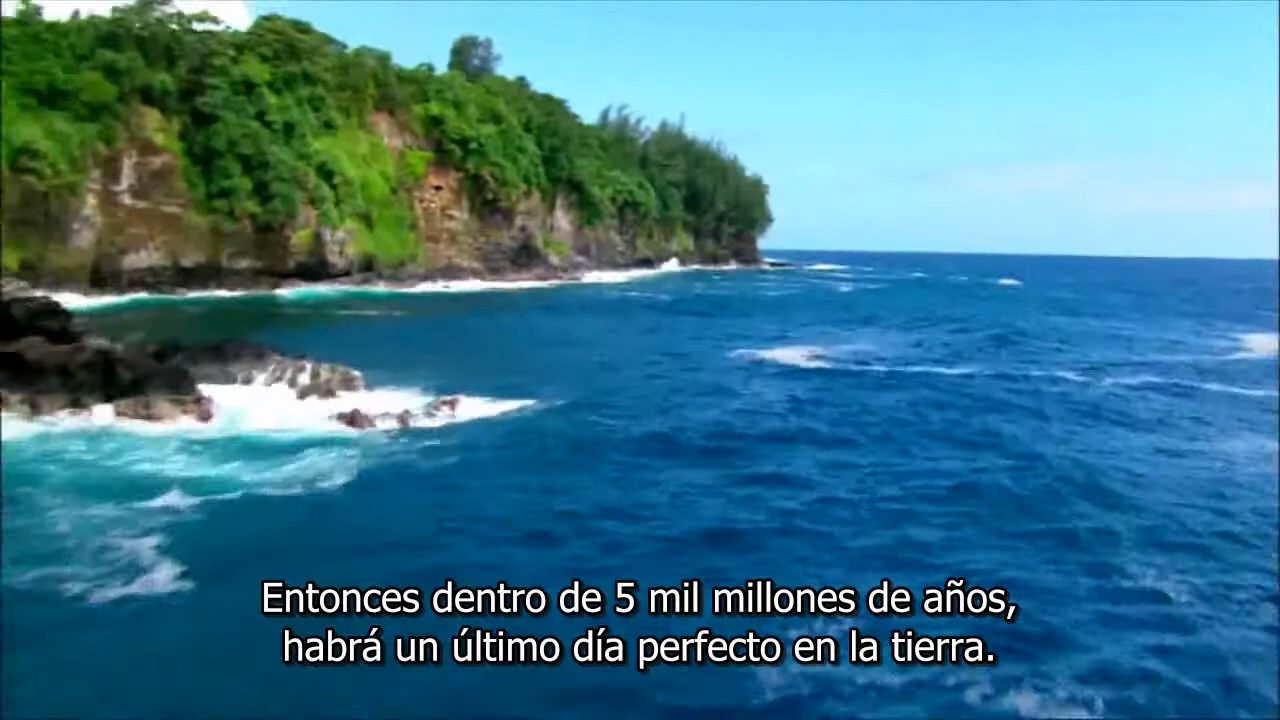 Entonces dentro de 5 mil millones de años,
habrá un último día perfecto en la tierra.